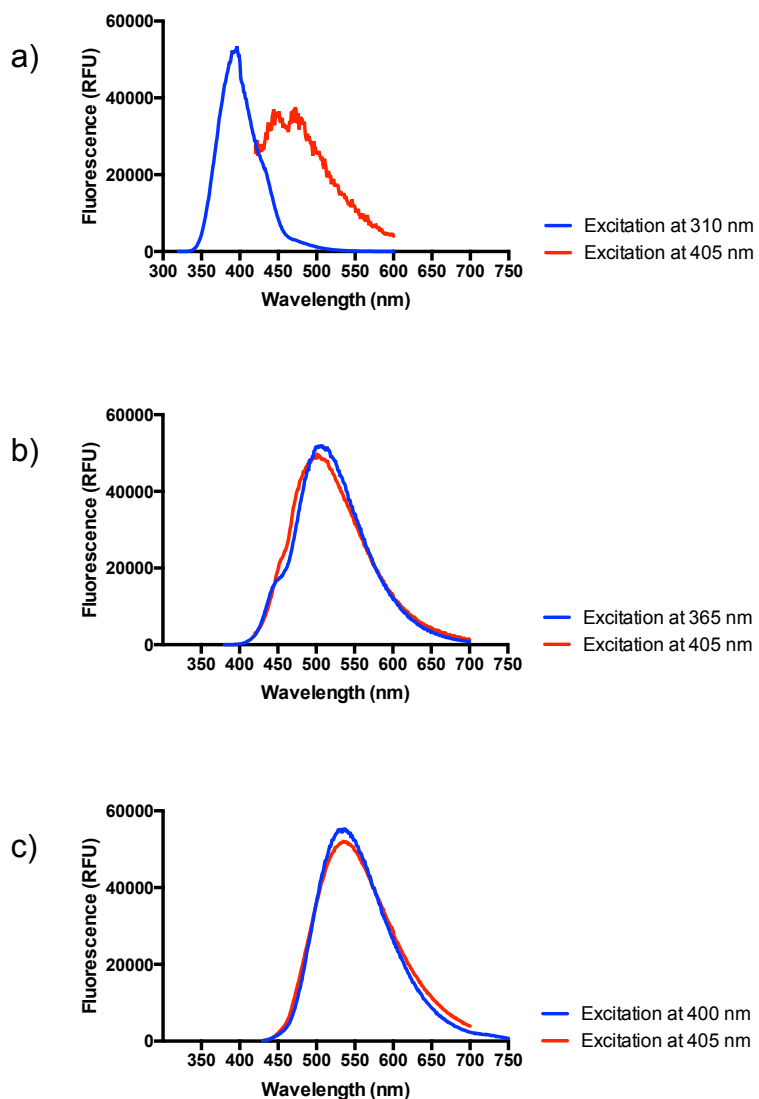 a)
Fluorescence (RFU)
60000
40000
20000
0
300 350 400 450 500 550 600 650 700 750
Wavelength (nm)
Excitation at 310 nm
Excitation at 405 nm
b)
Fluorescence (RFU)
60000
40000
20000
0
350 400 450 500 550 600 650 700 750
Wavelength (nm)
Excitation at 365 nm
Excitation at 405 nm
c)
Fluorescence (RFU)
60000
40000
20000
0
350 400 450 500 550 600 650 700 750
Wavelength (nm)
Excitation at 400 nm
Excitation at 405 nm